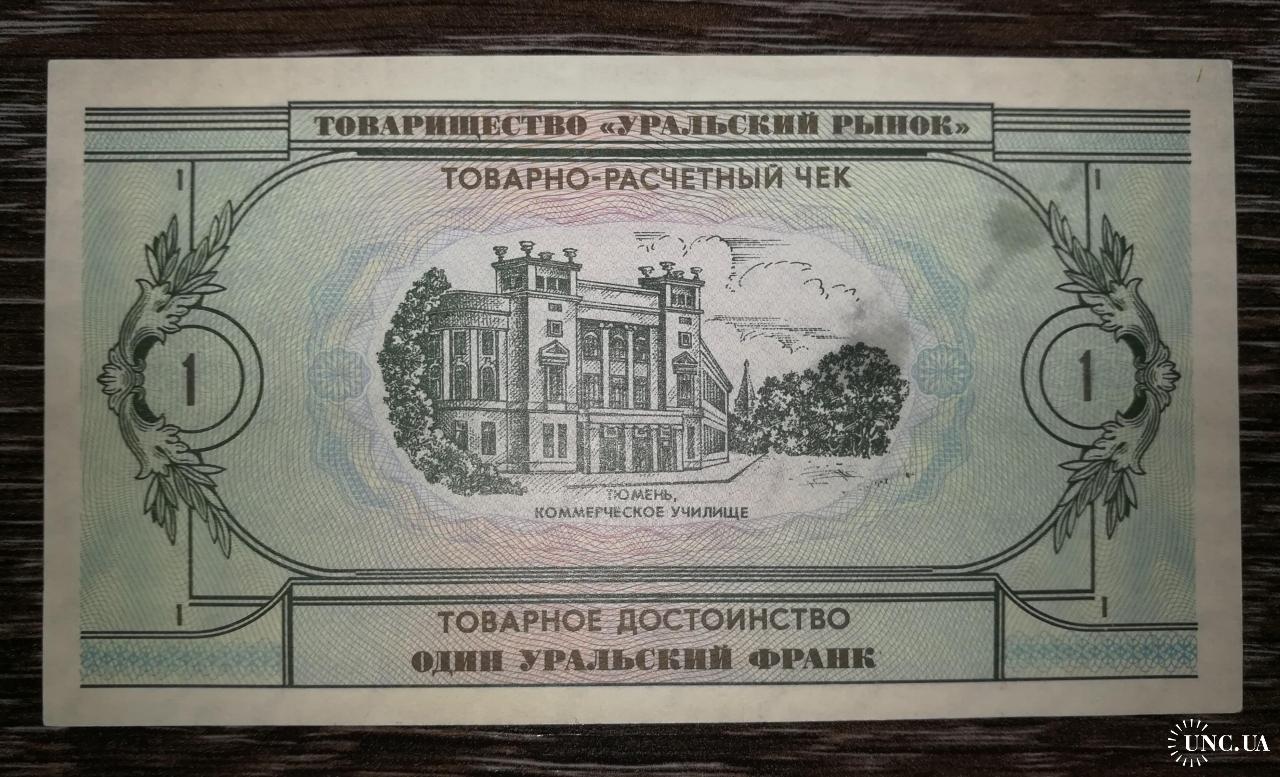 ТОВАРИЩЕСТВО «УРАЛЬСКИЙ РЫНОК»
ТОВАРНО-РАСЧЕТНЫЙ ЧЕК
1 1
1 1
ТЮМЕНЬ,
КОММЕРЧЕСКОЕ УЧИЛИЩЕ
1 1
ТОВАРНОЕ ДОСТОИНСТВО
ОДИН УРАЛЬСКИЙ ФРАНК
UNC.UA